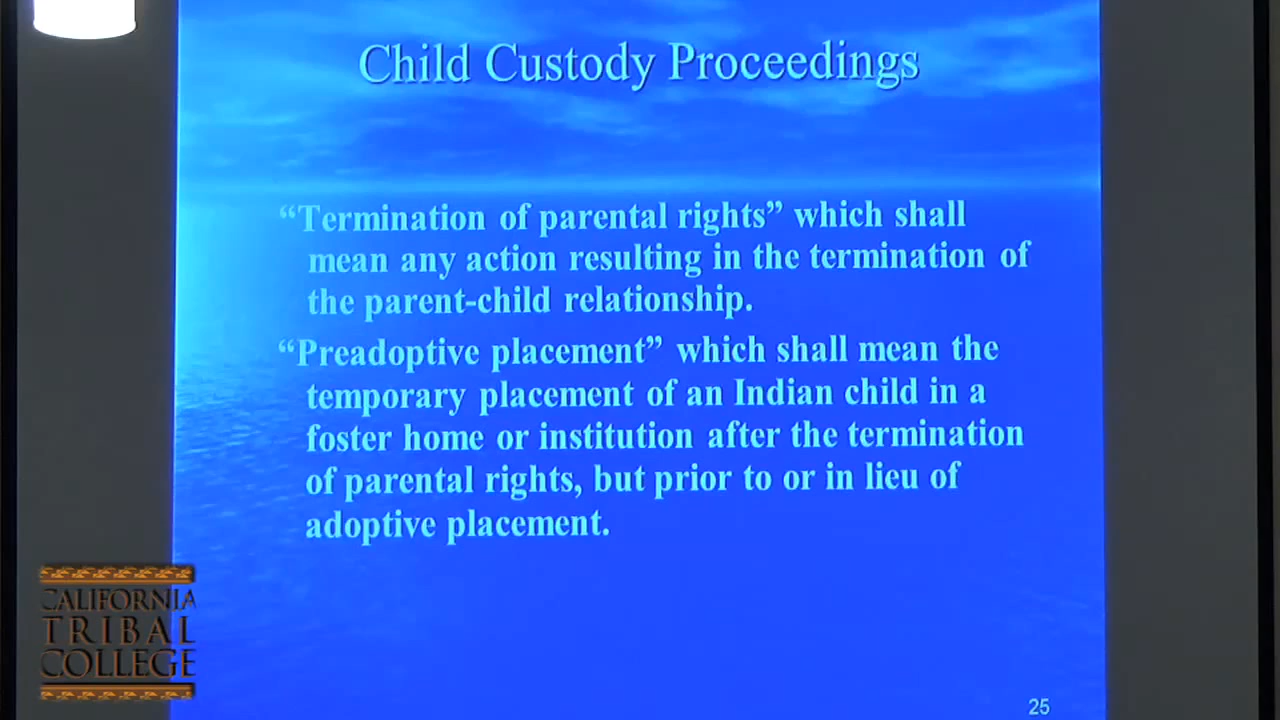 Child Custody Proceedings
“Termination of parental rights” which shall
mean any action resulting in the termination of
the parent-child relationship.
“Preadoptive placement” which shall mean the
temporary placement of an Indian child in a
foster home or institution after the termination
of parental rights, but prior to or in lieu of
adoptive placement.
CALIFORNIA
TRIBAL
COLLEGE
25